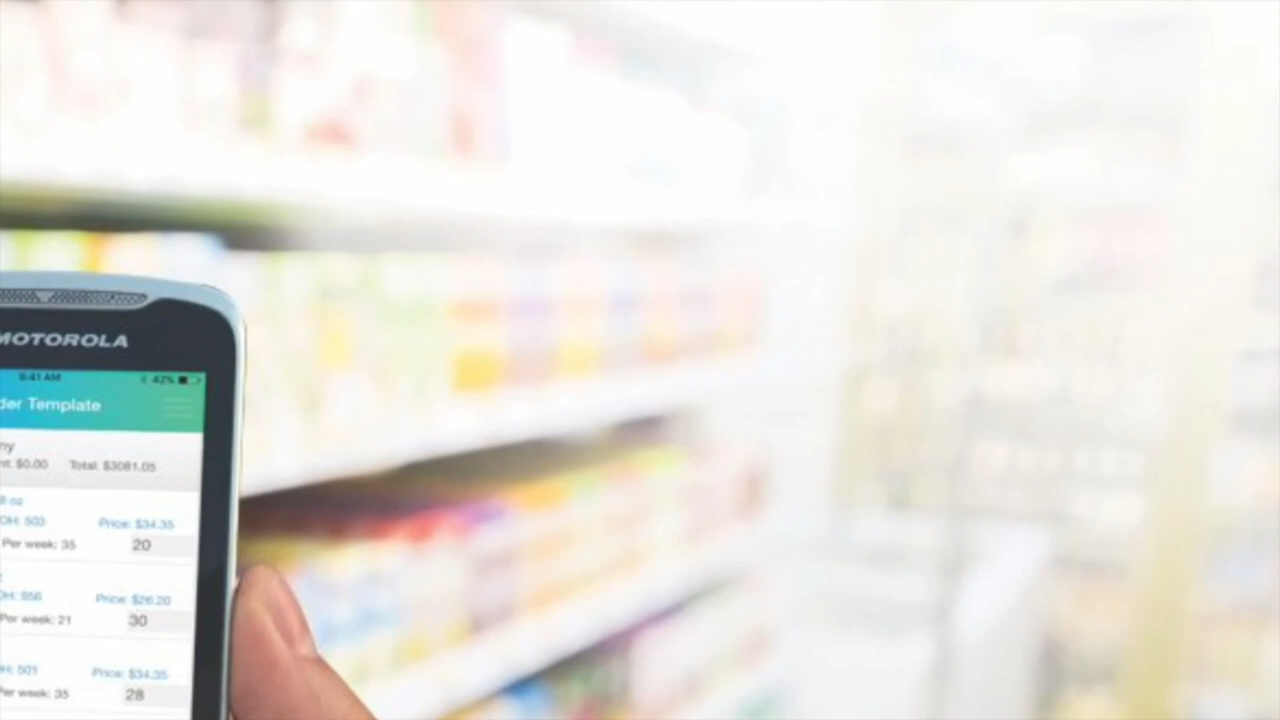 MOTOROLA
9:41 AM 42%
der Template
ny
nt: $0.00 Total: $3081.05
8 oz
OH: 503 Price: $34.35
Per week: 35 20
OH: 956 Price: $26.20
Per week: 21 30
H: 501 Price: $34.35
Per week: 35 28